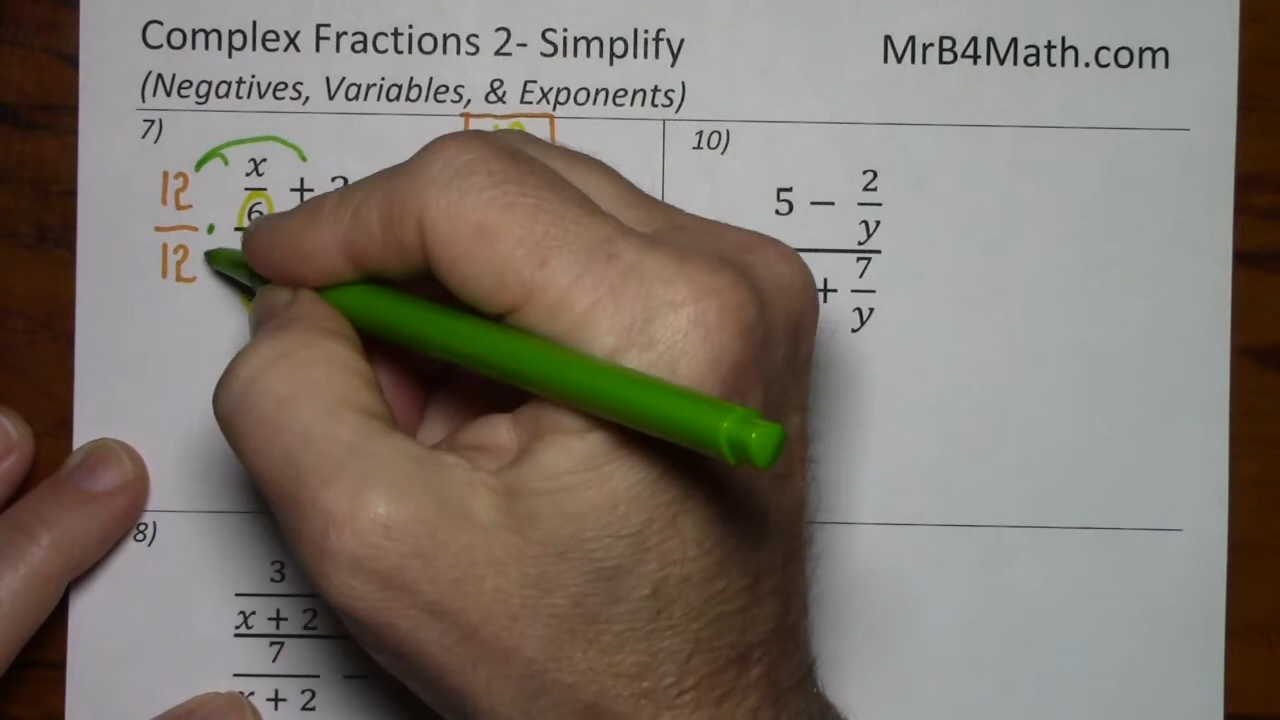 Complex Fractions 2- Simplify
MrB4Math.com
(Negatives, Variables, & Exponents)
7)
12
12
·
x
6
+
10)
5 − 2
y
+ 7
y
8)
3
x + 2
7
x + 2
−